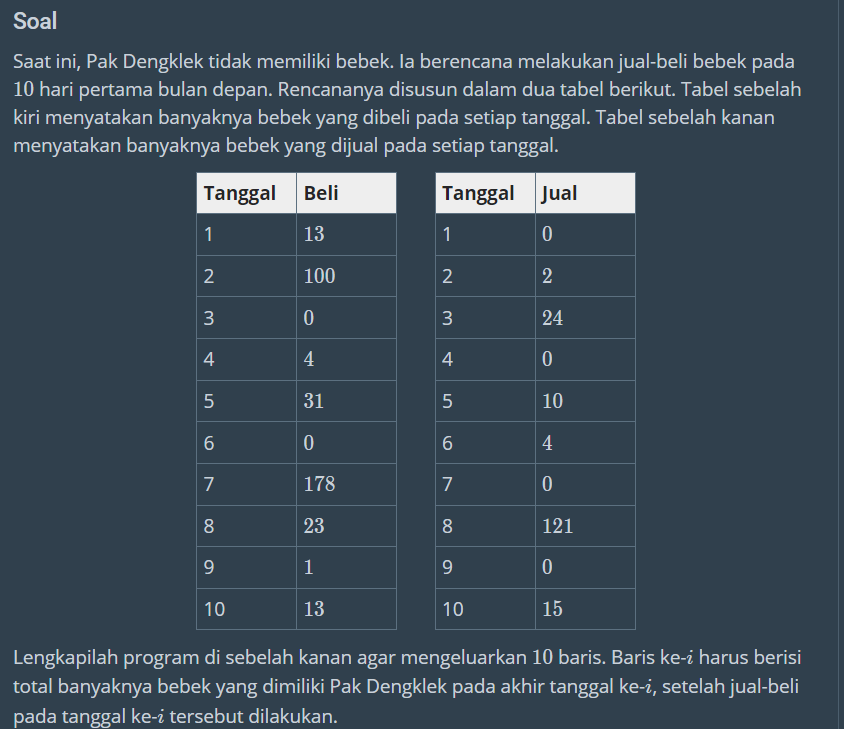 Soal
Saat ini, Pak Dengklek tidak memiliki bebek. Ia berencana melakukan jual-beli bebek pada
10 hari pertama bulan depan. Rencananya disusun dalam dua tabel berikut. Tabel sebelah
kiri menyatakan banyaknya bebek yang dibeli pada setiap tanggal. Tabel sebelah kanan
menyatakan banyaknya bebek yang dijual pada setiap tanggal.
Tanggal Beli
1 13
2 100
3 0
4 4
5 31
6 0
7 178
8 23
9 1
10 13
Tanggal Jual
1 0
2 2
3 24
4 0
5 10
6 4
7 0
8 121
9 0
10 15
Lengkapilah program di sebelah kanan agar mengeluarkan 10 baris. Baris ke-i harus berisi
total banyaknya bebek yang dimiliki Pak Dengklek pada akhir tanggal ke-i, setelah jual-beli
pada tanggal ke-i tersebut dilakukan.